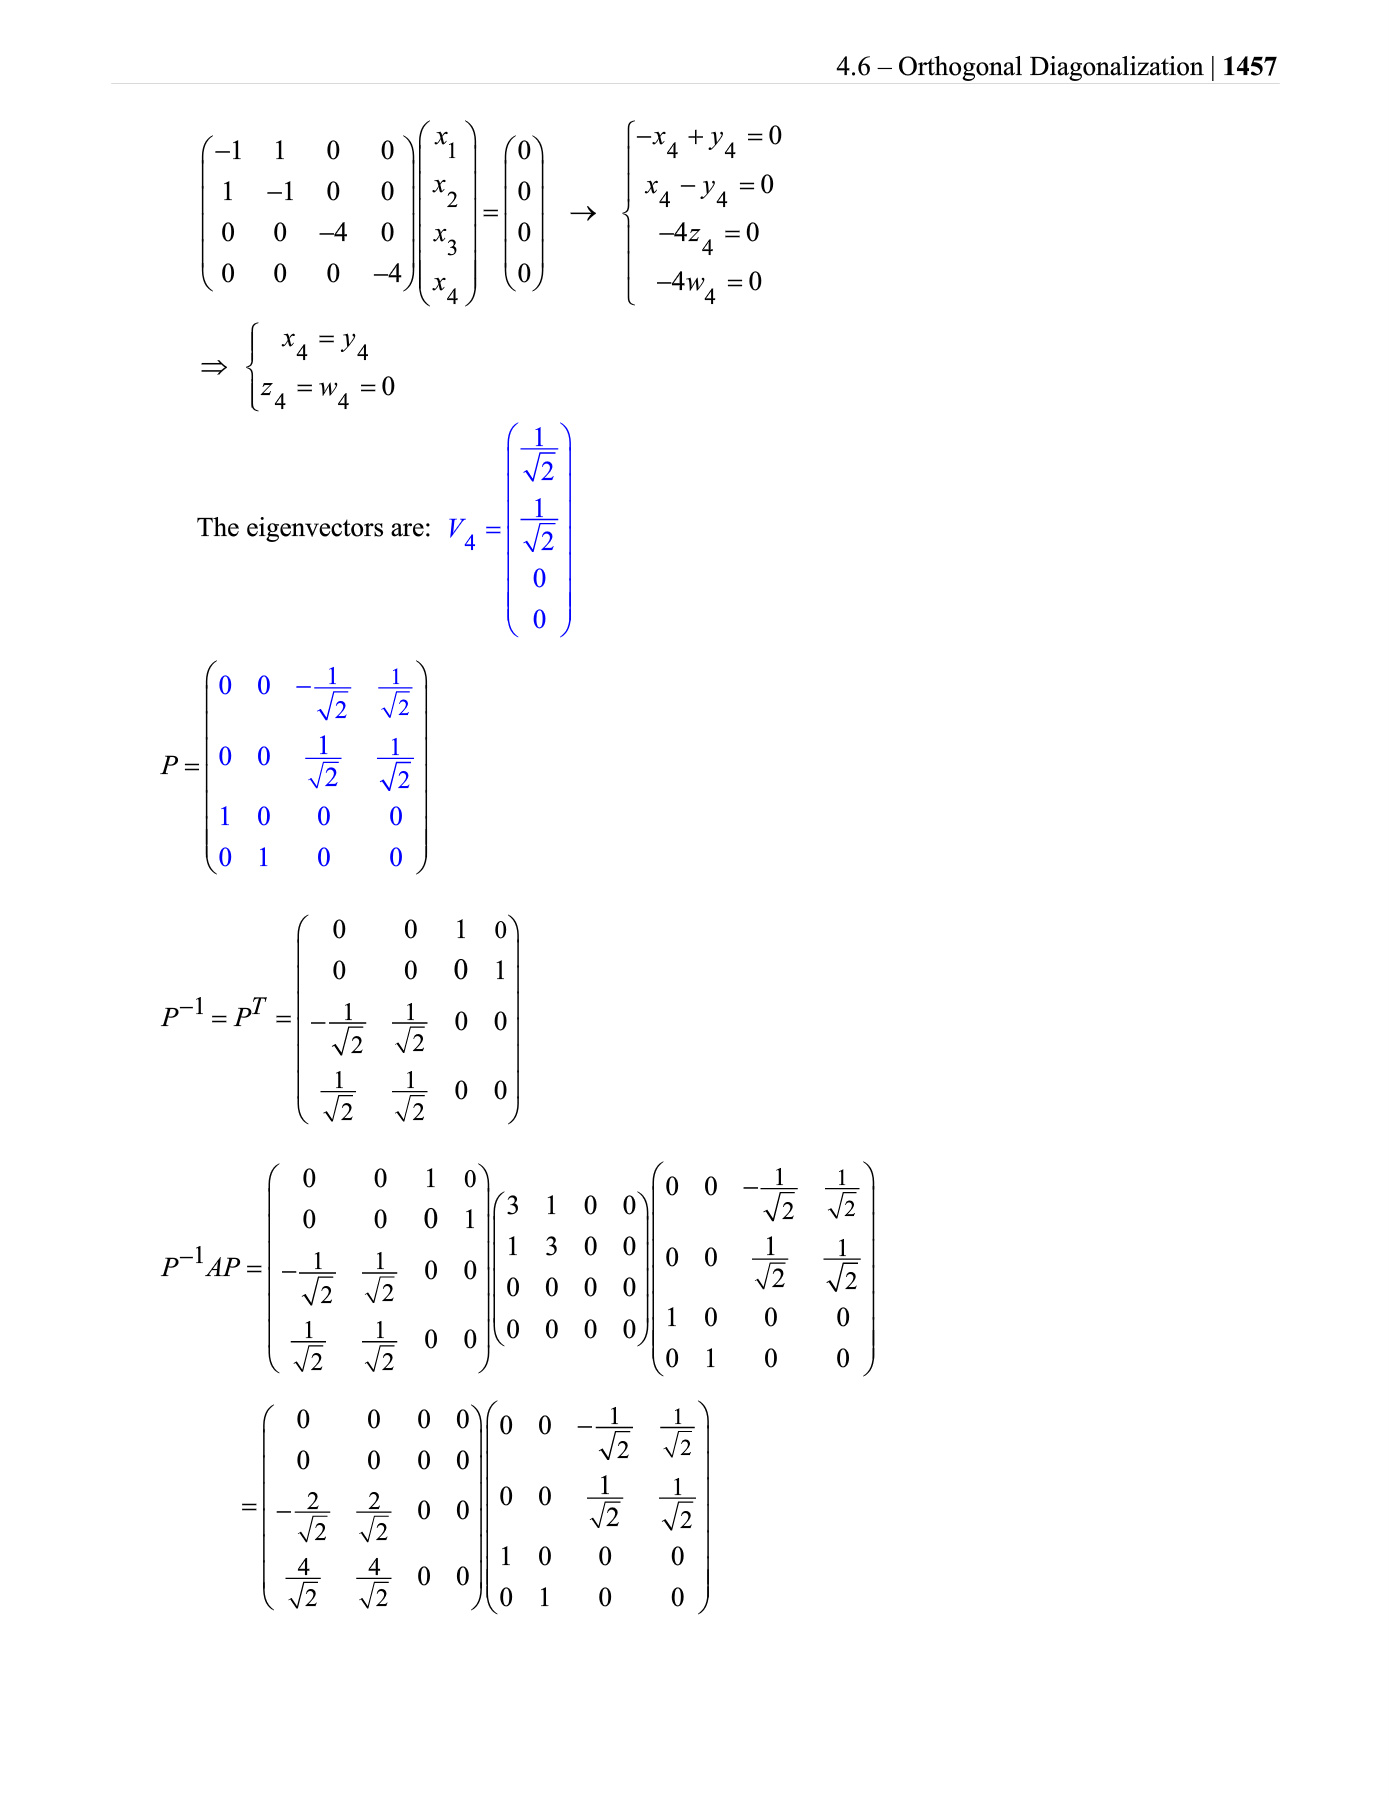 4.6 – Orthogonal Diagonalization | 1457
$\begin{pmatrix} -1 & 1 & 0 & 0 \\ 1 & -1 & 0 & 0 \\ 0 & 0 & -4 & 0 \\ 0 & 0 & 0 & -4 \end{pmatrix} \begin{pmatrix} x_1 \\ x_2 \\ x_3 \\ x_4 \end{pmatrix} = \begin{pmatrix} 0 \\ 0 \\ 0 \\ 0 \end{pmatrix} \rightarrow \begin{cases} -x_4 + y_4 = 0 \\ x_4 - y_4 = 0 \\ -4z_4 = 0 \\ -4w_4 = 0 \end{cases}$
$\Rightarrow \begin{cases} x_4 = y_4 \\ z_4 = w_4 = 0 \end{cases}$
The eigenvectors are: $V_4 = \begin{pmatrix} \frac{1}{\sqrt{2}} \\ \frac{1}{\sqrt{2}} \\ 0 \\ 0 \end{pmatrix}$
$P = \begin{pmatrix} 0 & 0 & -\frac{1}{\sqrt{2}} & \frac{1}{\sqrt{2}} \\ 0 & 0 & \frac{1}{\sqrt{2}} & \frac{1}{\sqrt{2}} \\ 1 & 0 & 0 & 0 \\ 0 & 1 & 0 & 0 \end{pmatrix}$
$P^{-1} = P^T = \begin{pmatrix} 0 & 0 & 1 & 0 \\ 0 & 0 & 0 & 1 \\ -\frac{1}{\sqrt{2}} & \frac{1}{\sqrt{2}} & 0 & 0 \\ \frac{1}{\sqrt{2}} & \frac{1}{\sqrt{2}} & 0 & 0 \end{pmatrix}$
$P^{-1}AP = \begin{pmatrix} 0 & 0 & 1 & 0 \\ 0 & 0 & 0 & 1 \\ -\frac{1}{\sqrt{2}} & \frac{1}{\sqrt{2}} & 0 & 0 \\ \frac{1}{\sqrt{2}} & \frac{1}{\sqrt{2}} & 0 & 0 \end{pmatrix} \begin{pmatrix} 3 & 1 & 0 & 0 \\ 1 & 3 & 0 & 0 \\ 0 & 0 & 0 & 0 \\ 0 & 0 & 0 & 0 \end{pmatrix} \begin{pmatrix} 0 & 0 & -\frac{1}{\sqrt{2}} & \frac{1}{\sqrt{2}} \\ 0 & 0 & \frac{1}{\sqrt{2}} & \frac{1}{\sqrt{2}} \\ 1 & 0 & 0 & 0 \\ 0 & 1 & 0 & 0 \end{pmatrix}$
$= \begin{pmatrix} 0 & 0 & 0 & 0 \\ 0 & 0 & 0 & 0 \\ -\frac{2}{\sqrt{2}} & \frac{2}{\sqrt{2}} & 0 & 0 \\ \frac{4}{\sqrt{2}} & \frac{4}{\sqrt{2}} & 0 & 0 \end{pmatrix} \begin{pmatrix} 0 & 0 & -\frac{1}{\sqrt{2}} & \frac{1}{\sqrt{2}} \\ 0 & 0 & \frac{1}{\sqrt{2}} & \frac{1}{\sqrt{2}} \\ 1 & 0 & 0 & 0 \\ 0 & 1 & 0 & 0 \end{pmatrix}$